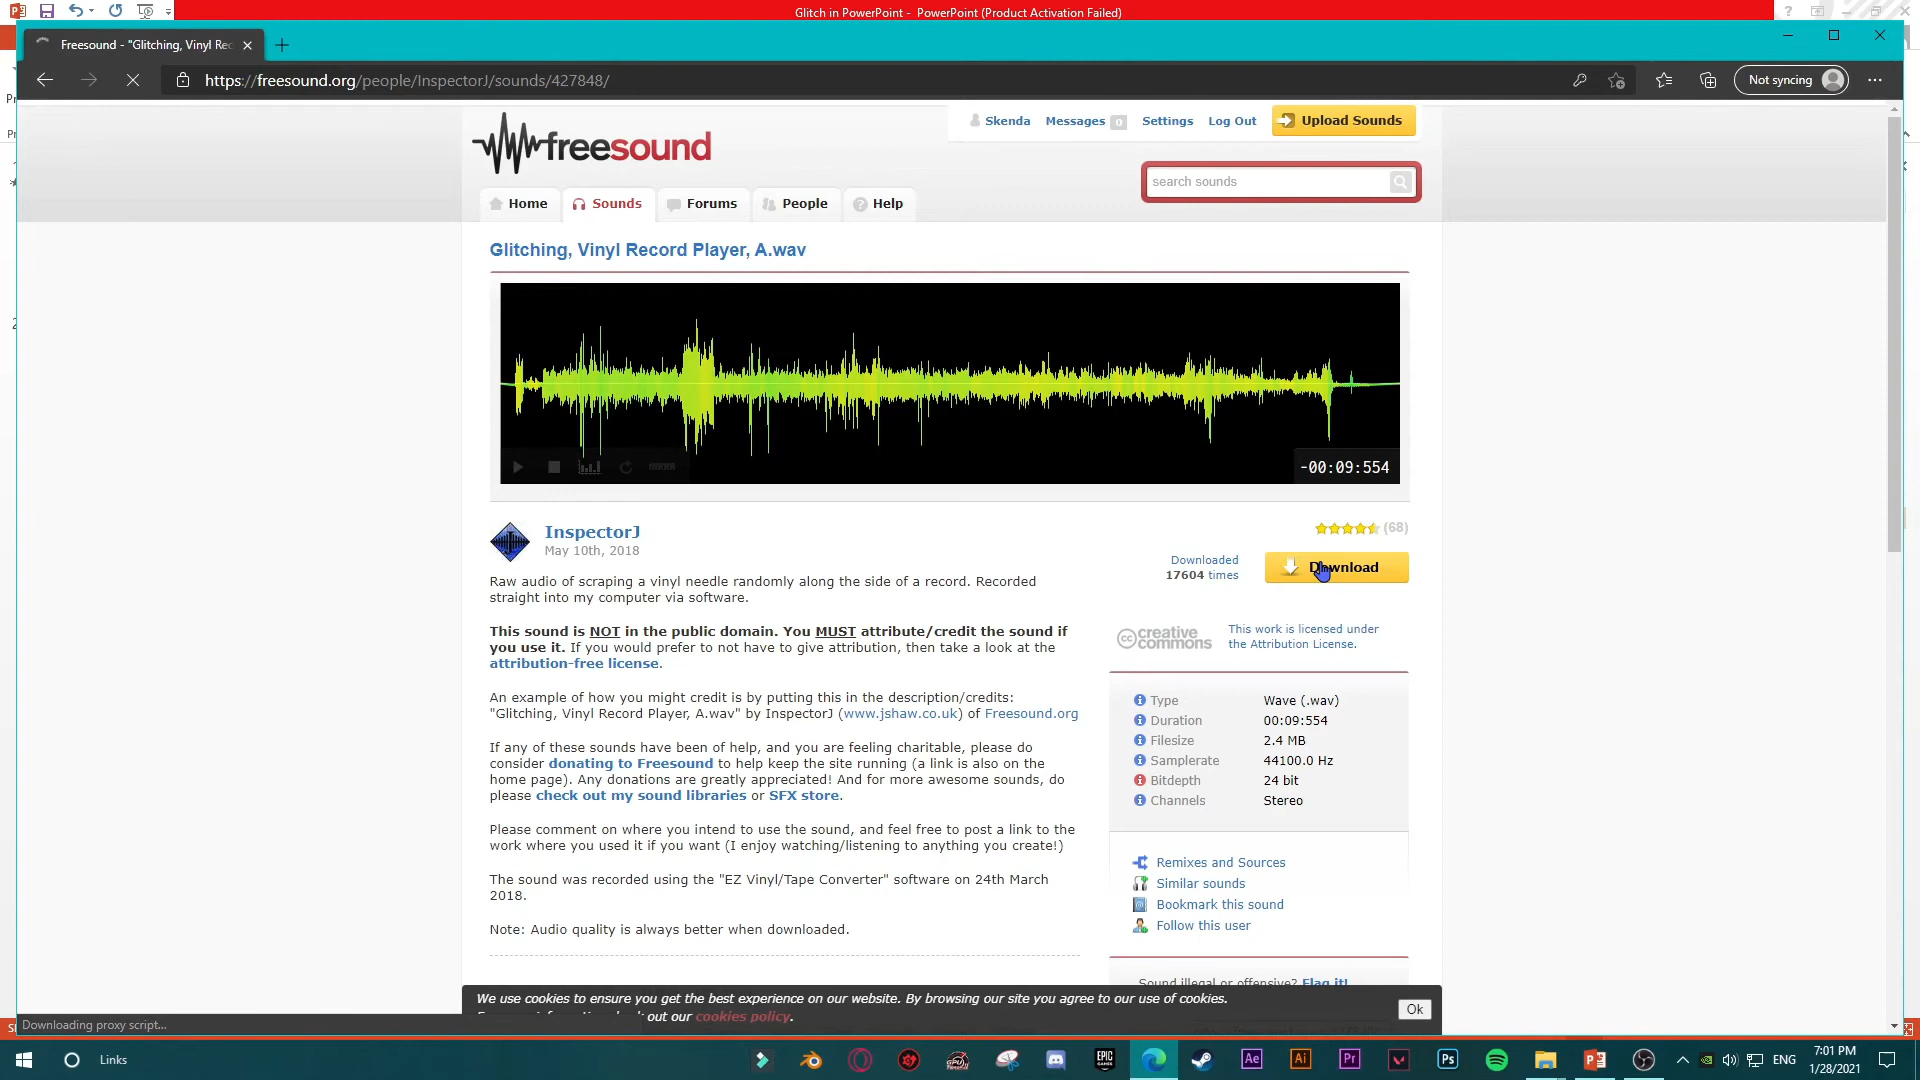 Glitch in PowerPoint - PowerPoint (Product Activation Failed)
Freesound - "Glitching, Vinyl Rec
https://freesound.org/people/InspectorJ/sounds/427848/
Not syncing
freesound
Skenda
Messages 0
Settings
Log Out
Upload Sounds
search sounds
Home
Sounds
Forums
People
Help
Glitching, Vinyl Record Player, A.wav
-00:09:554
InspectorJ
May 10th, 2018
(68)
Downloaded
17604 times
Download
Raw audio of scraping a vinyl needle randomly along the side of a record. Recorded
straight into my computer via software.
This sound is NOT in the public domain. You MUST attribute/credit the sound if
you use it. If you would prefer to not have to give attribution, then take a look at the
attribution-free license.
An example of how you might credit is by putting this in the description/credits:
"Glitching, Vinyl Record Player, A.wav" by InspectorJ (www.jshaw.co.uk) of Freesound.org
If any of these sounds have been of help, and you are feeling charitable, please do
consider donating to Freesound to help keep the site running (a link is also on the
home page). Any donations are greatly appreciated! And for more awesome sounds, do
please check out my sound libraries or SFX store.
Please comment on where you intend to use the sound, and feel free to post a link to the
work where you used it if you want (I enjoy watching/listening to anything you create!)
The sound was recorded using the "EZ Vinyl/Tape Converter" software on 24th March
2018.
Note: Audio quality is always better when downloaded.
cc creative commons
This work is licensed under
the Attribution License.
Type Wave (.wav)
Duration 00:09:554
Filesize 2.4 MB
Samplerate 44100.0 Hz
Bitdepth 24 bit
Channels Stereo
Remixes and Sources
Similar sounds
Bookmark this sound
Follow this user
Sound illegal or offensive? Flag it!
We use cookies to ensure you get the best experience on our website. By browsing our site you agree to our use of cookies.
out our cookies policy.
Ok
Downloading proxy script...
Links
EPIC GAMES
Ae
Ai
Pr
Ps
ENG
7:01 PM
1/28/2021